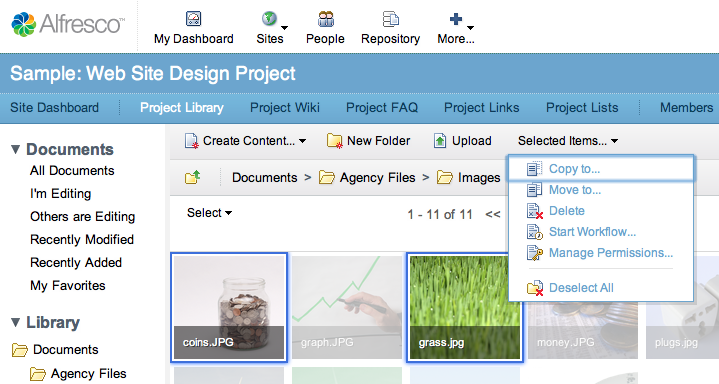 Alfresco™
My Dashboard Sites People Repository More...
Sample: Web Site Design Project
Site Dashboard Project Library Project Wiki Project FAQ Project Links Project Lists Members
Documents
All Documents
I'm Editing
Others are Editing
Recently Modified
Recently Added
My Favorites
Library
Documents
Agency Files
Create Content... New Folder Upload Selected Items...
Documents > Agency Files > Images
Select 1 - 11 of 11 <<
Copy to...
Move to...
Delete
Start Workflow...
Manage Permissions...
Deselect All
coins.JPG graph.JPG grass.jpg money.JPG plugs.jpg